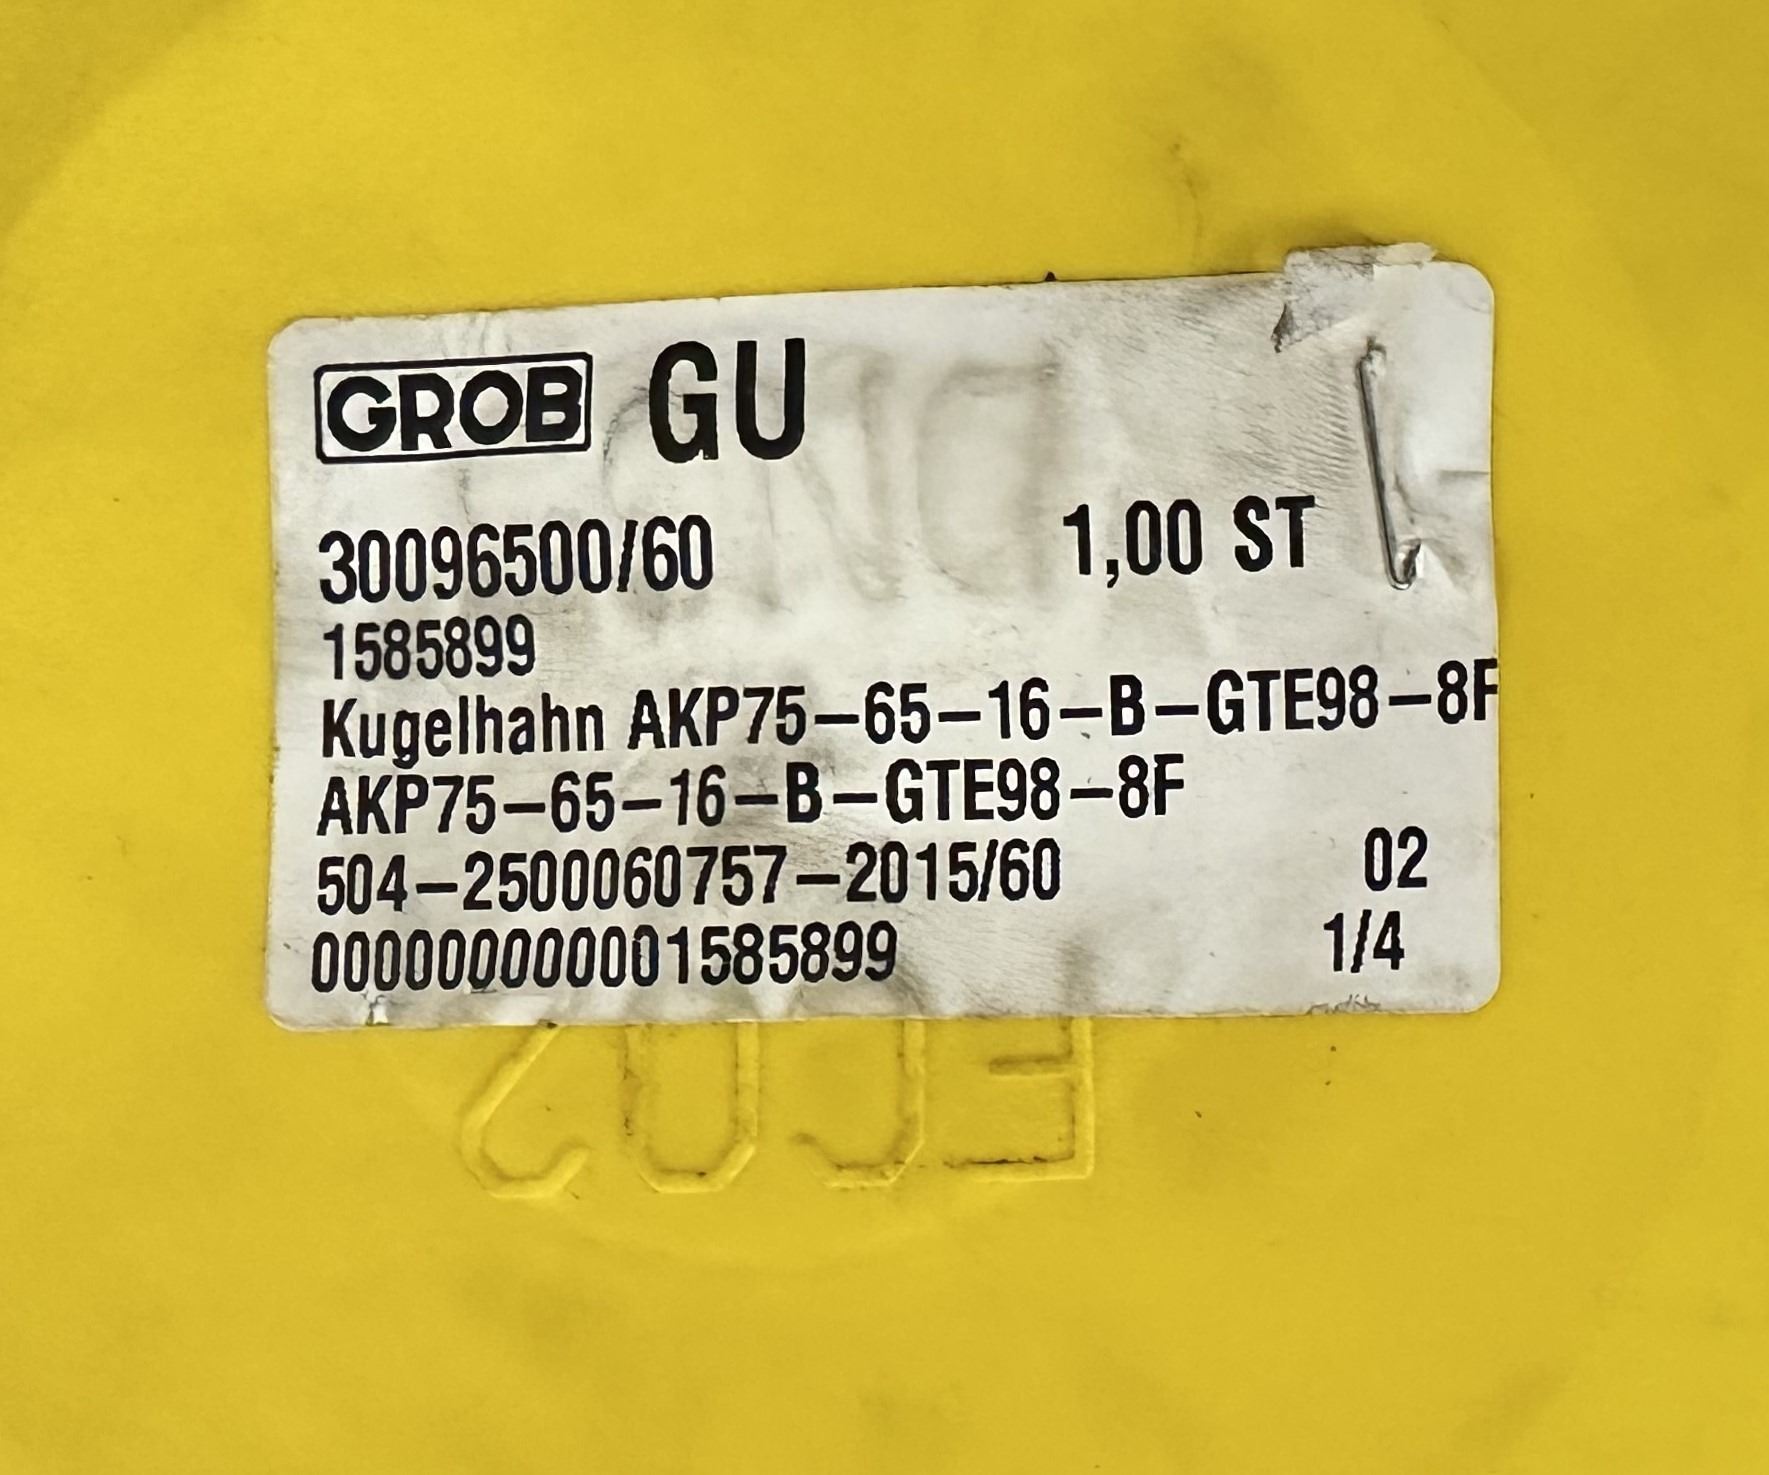 GROB GU
30096500/60 1,00 ST
1585899
Kugelhahn AKP75-65-16-B-GTE98-8F
AKP75-65-16-B-GTE98-8F
504-2500060757-2015/60 02
000000000001585899 1/4